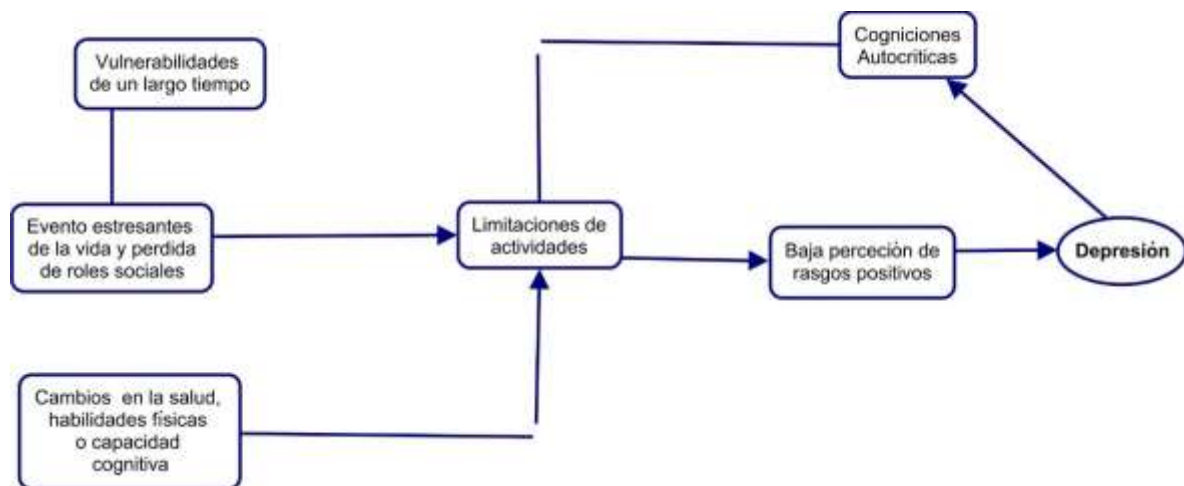 Vulnerabilidades
de un largo tiempo
Cogniciones
Autocriticas
Evento estresantes
de la vida y perdida
de roles sociales
Limitaciones de
actividades
Baja perceción de
rasgos positivos
Depresión
Cambios en la salud,
habilidades físicas
o capacidad
cognitiva